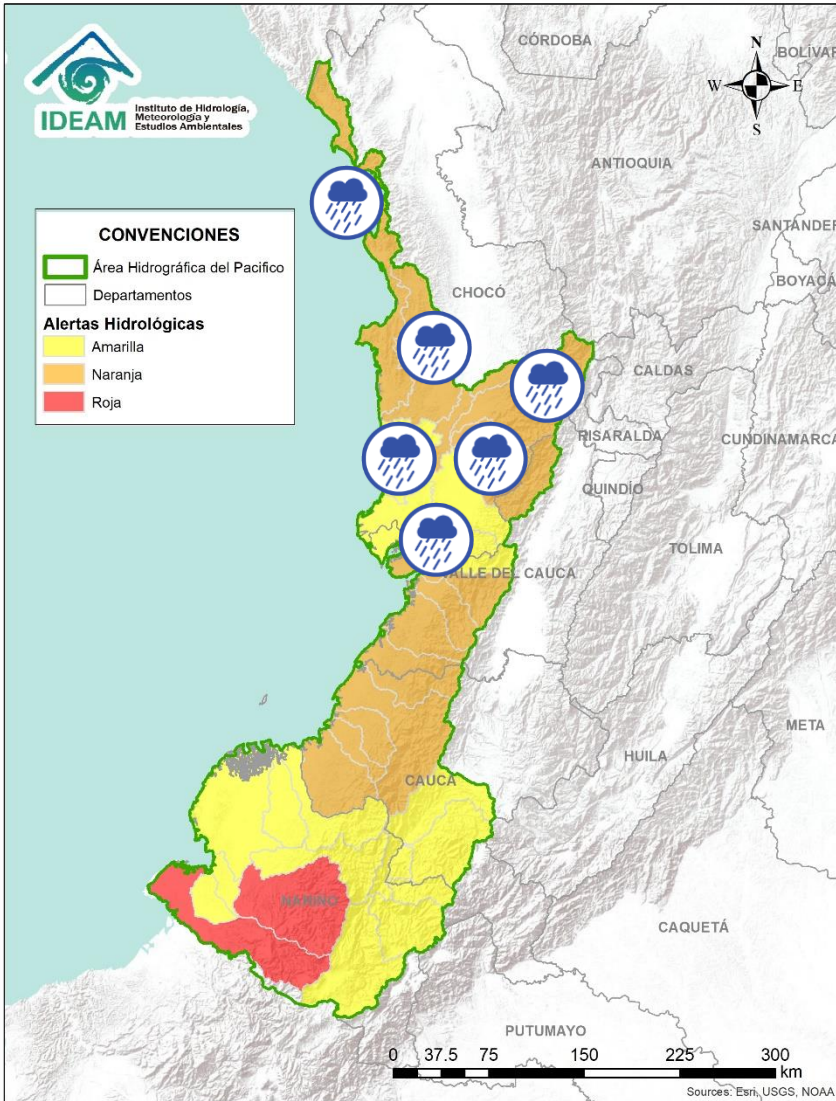 CÓRDOBA
BOLÍVAR
N
W E
S
IDEAM
Instituto de Hidrología,
Meteorología y
Estudios Ambientales
ANTIOQUIA
SANTANDER
BOYACÁ
CONVENCIONES
Área Hidrográfica del Pacifico
Departamentos
Alertas Hidrológicas
Amarilla
Naranja
Roja
CHOCÓ
CALDAS
RISARALDA
CUNDINAMARCA
QUINDÍO
TOLIMA
VALLE DEL CAUCA
META
HUILA
CAUCA
NARIÑO
CAQUETÁ
PUTUMAYO
0 37.5 75 150 225 300
km
Sources: Esri, USGS, NOAA